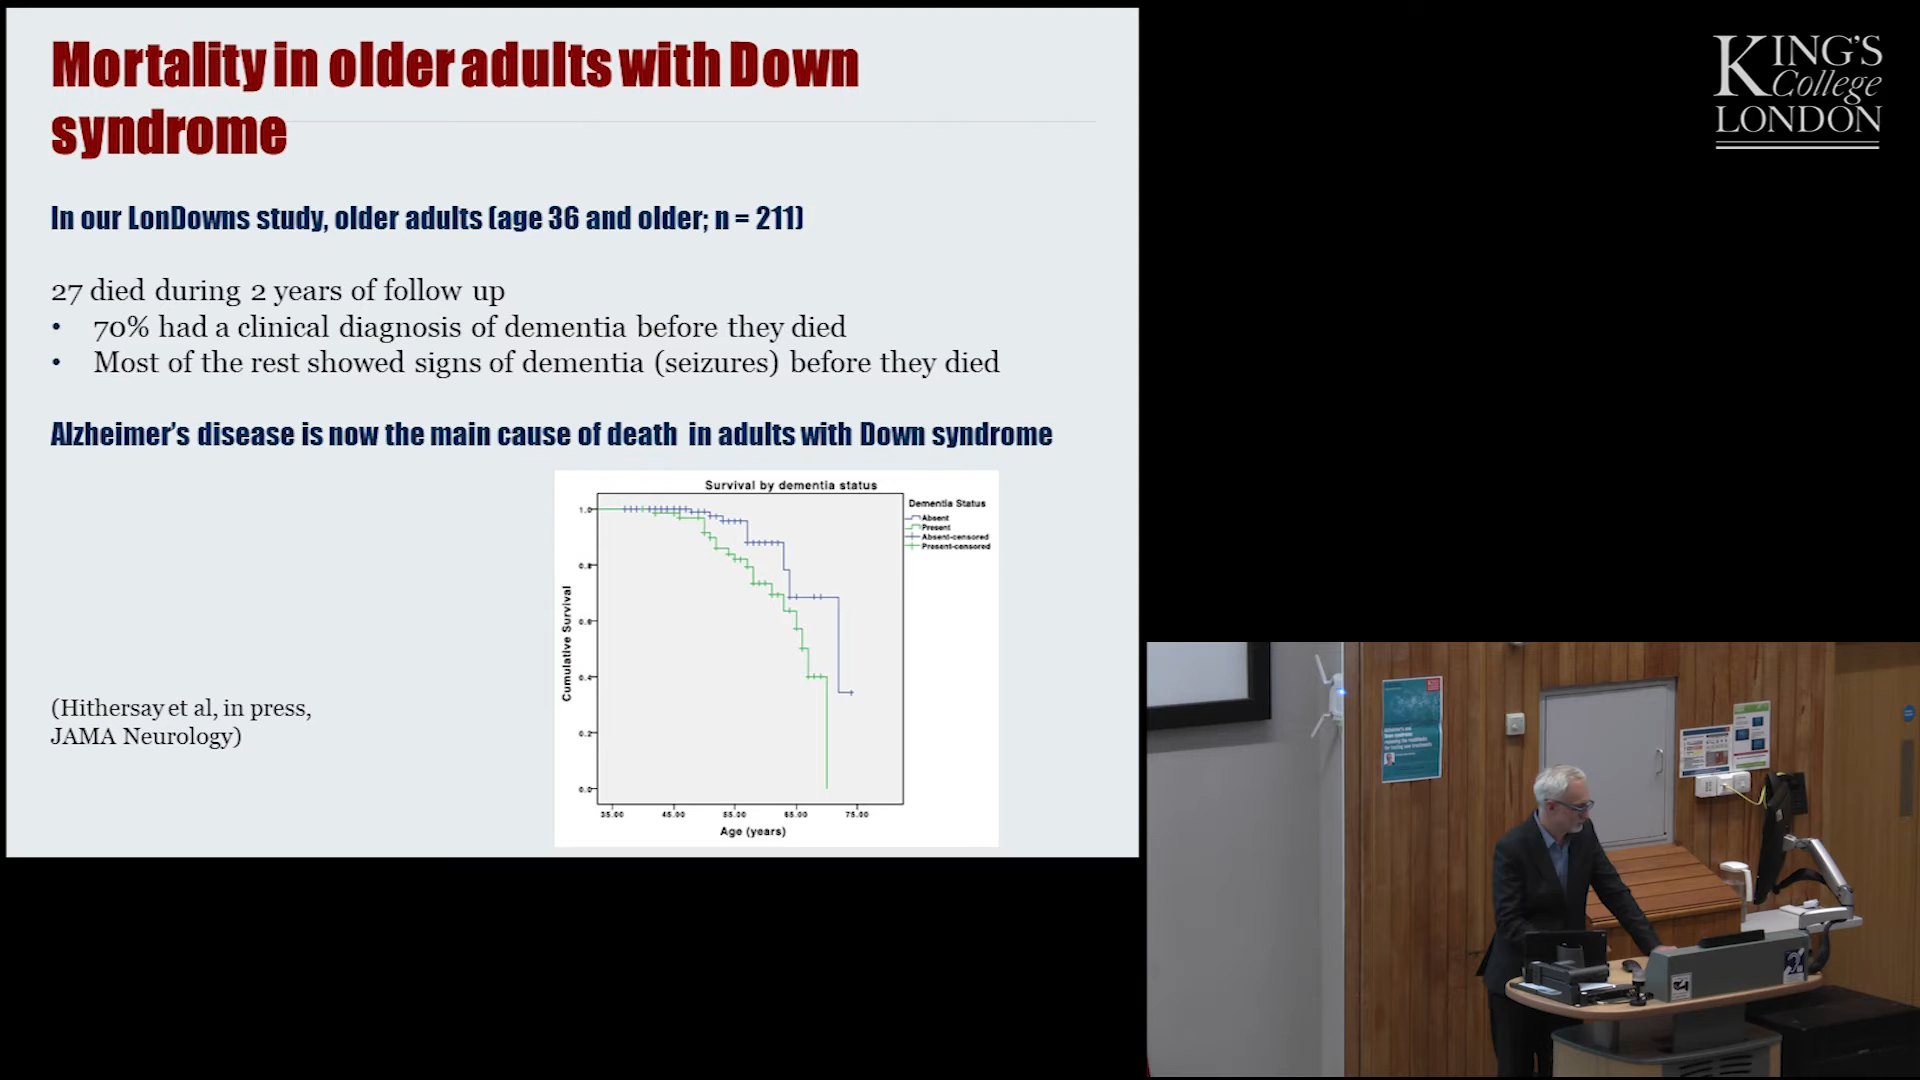 Mortality in older adults with Down
syndrome
In our LonDowns study, older adults (age 36 and older; n = 211)
27 died during 2 years of follow up
• 70% had a clinical diagnosis of dementia before they died
• Most of the rest showed signs of dementia (seizures) before they died
Alzheimer's disease is now the main cause of death in adults with Down syndrome
(Hithersay et al, in press,
JAMA Neurology)
Survival by dementia status
Cumulative Survival
1.0
0.8
0.6
0.4
0.2
0.0
35.00 45.00 55.00 65.00 75.00
Age (years)
Dementia Status
Absent
Present
Absent-censored
Present-censored
KING'S
College
LONDON
Alzheimer's and
Down syndrome